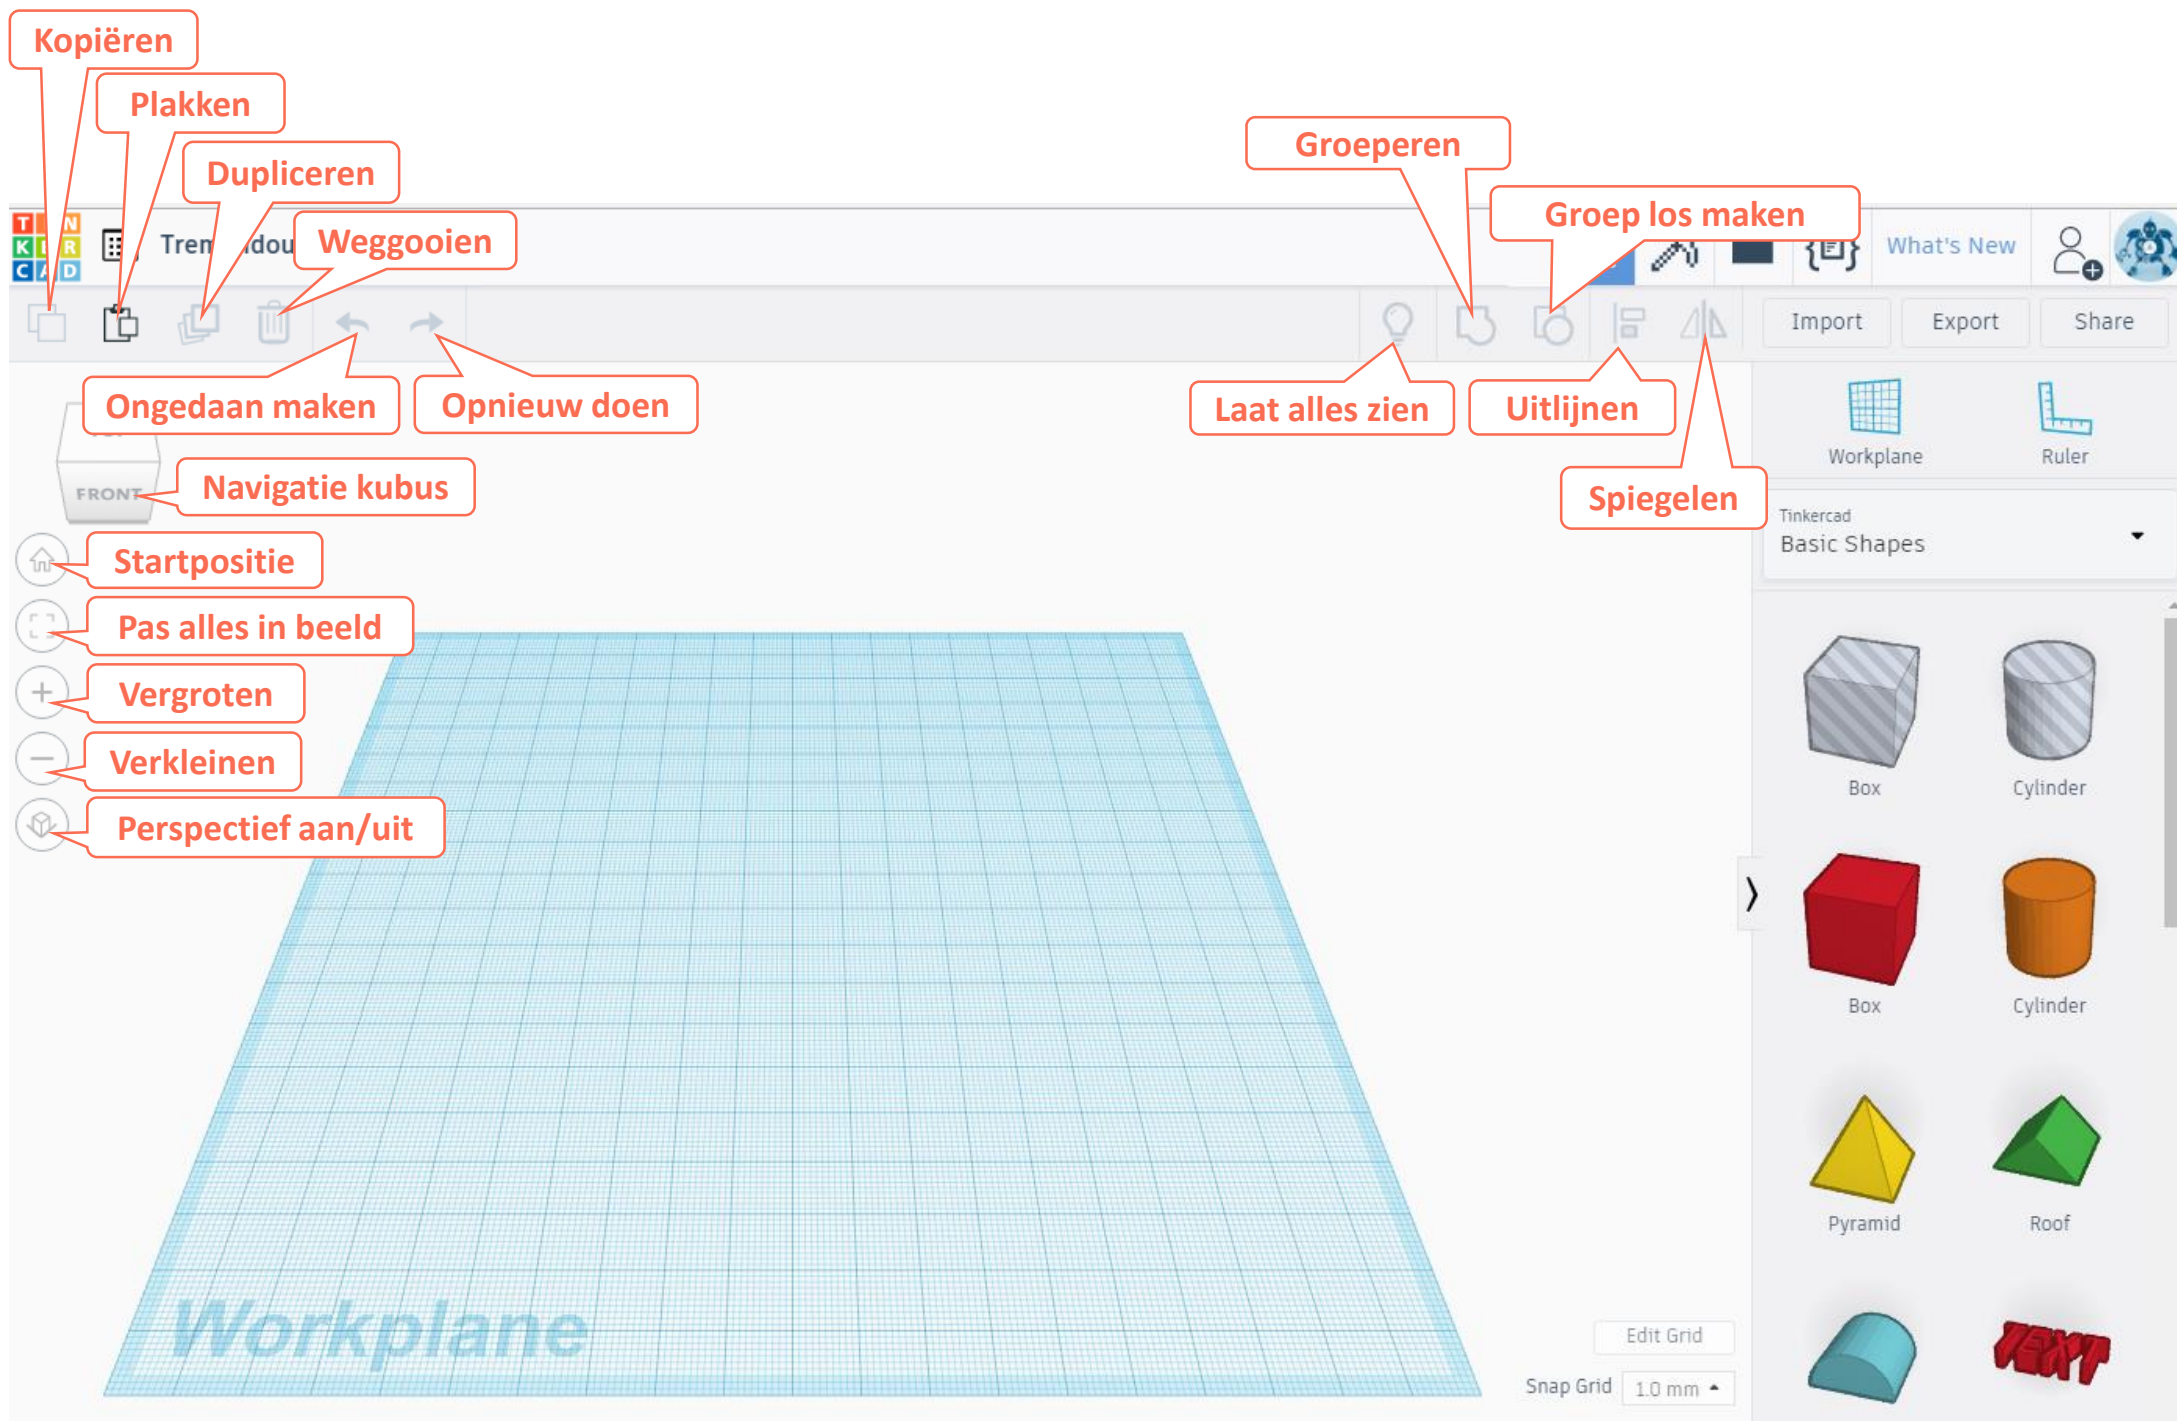 Kopiëren
Plakken
Dupliceren
Weggooien
Groeperen
Groep los maken
TINKERCAD
What's New
Import
Export
Share
Ongedaan maken
Opnieuw doen
Laat alles zien
Uitlijnen
Spiegelen
Workplane
Ruler
FRONT
Navigatie kubus
Startpositie
Pas alles in beeld
Vergroten
Verkleinen
Perspectief aan/uit
Tinkercad
Basic Shapes
Box
Cylinder
Box
Cylinder
Pyramid
Roof
TEXT
Workplane
Edit Grid
Snap Grid 1.0 mm